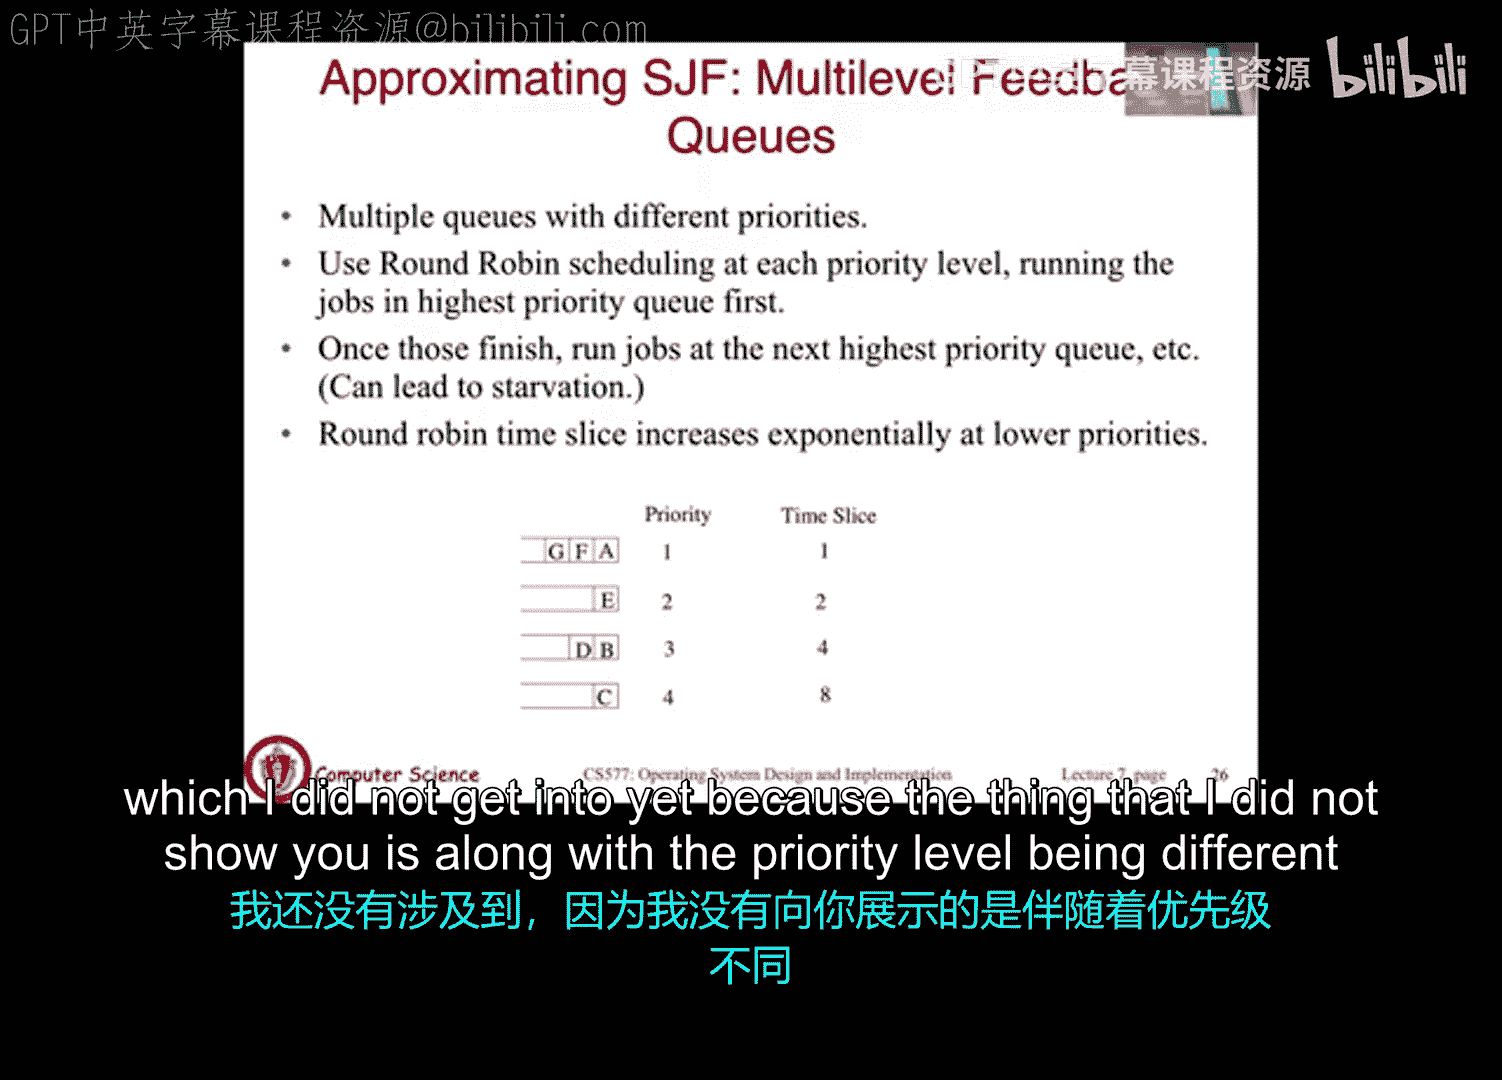 GPT中英字幕课程资源@bilibili.com
幕课程资源 bilibili
Approximating SJF: Multilevel Feedba
Queues
• Multiple queues with different priorities.
• Use Round Robin scheduling at each priority level, running the
jobs in highest priority queue first.
• Once those finish, run jobs at the next highest priority queue, etc.
(Can lead to starvation.)
• Round robin time slice increases exponentially at lower priorities.
Priority Time Slice
G F A 1 1
E 2 2
D B 3 4
C 4 8
Computer Science CS577: Operating System Design and Implementation Lecture 7, page 26
which I did not get into yet because the thing that I did not
show you is along with the priority level being different
我还没有涉及到，因为我没有向你展示的是伴随着优先级
不同